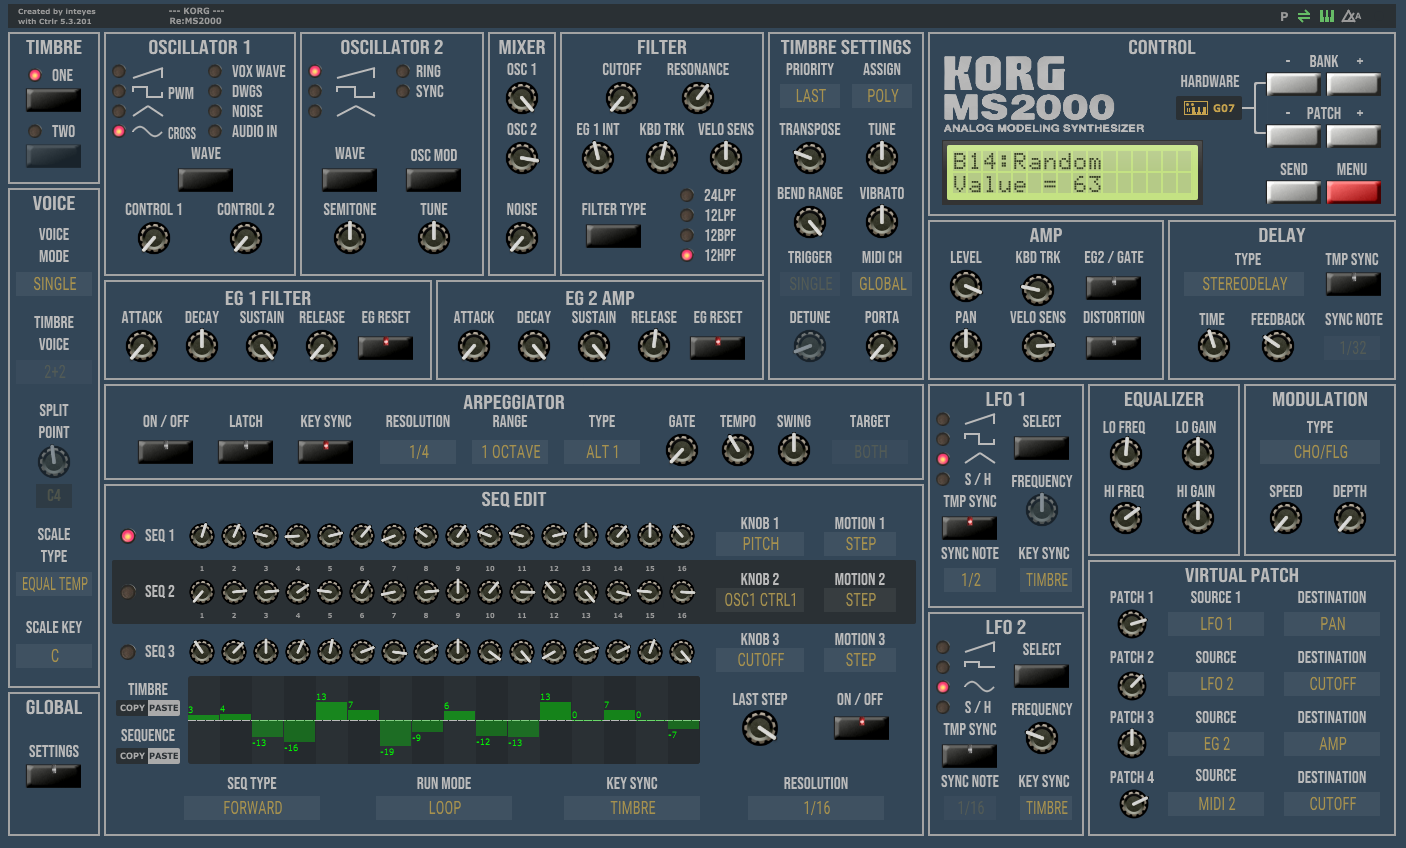 Created by inteyes
with Ctrlr 5.3.201
--- KORG ---
Re:MS2000
P
A
TIMBRE
ONE
TWO
VOICE
VOICE
MODE
SINGLE
TIMBRE
VOICE
2+2
SPLIT
POINT
C4
SCALE
TYPE
EQUAL TEMP
SCALE KEY
C
GLOBAL
SETTINGS
OSCILLATOR 1
VOX WAVE
PWM DWGS
NOISE
CROSS AUDIO IN
WAVE
CONTROL 1 CONTROL 2
OSCILLATOR 2
RING
SYNC
WAVE OSC MOD
SEMITONE TUNE
MIXER
OSC 1
OSC 2
NOISE
FILTER
CUTOFF RESONANCE
EG 1 INT KBD TRK VELO SENS
FILTER TYPE
24LPF
12LPF
12BPF
12HPF
TIMBRE SETTINGS
PRIORITY ASSIGN
LAST POLY
TRANSPOSE TUNE
BEND RANGE VIBRATO
TRIGGER MIDI CH
SINGLE GLOBAL
DETUNE PORTA
CONTROL
KORG
MS2000
ANALOG MODELING SYNTHESIZER
B14:Random
Value = 63
HARDWARE
G07
- BANK +
- PATCH +
SEND MENU
EG 1 FILTER
ATTACK DECAY SUSTAIN RELEASE EG RESET
EG 2 AMP
ATTACK DECAY SUSTAIN RELEASE EG RESET
AMP
LEVEL KBD TRK EG2 / GATE
PAN VELO SENS DISTORTION
DELAY
TYPE TMP SYNC
STEREODELAY
TIME FEEDBACK SYNC NOTE
1/32
ARPEGGIATOR
ON / OFF LATCH KEY SYNC RESOLUTION RANGE TYPE GATE TEMPO SWING TARGET
1/4 1 OCTAVE ALT 1 BOTH
SEQ EDIT
SEQ 1
KNOB 1 MOTION 1
PITCH STEP
1 2 3 4 5 6 7 8 9 10 11 12 13 14 15 16
SEQ 2
KNOB 2 MOTION 2
OSC1 CTRL1 STEP
1 2 3 4 5 6 7 8 9 10 11 12 13 14 15 16
SEQ 3
KNOB 3 MOTION 3
CUTOFF STEP
TIMBRE
COPY PASTE
SEQUENCE
COPY PASTE
3 4 -13 -16 13 7 -19 -9 6 -12 -13 13 0 7 0 -7
LAST STEP ON / OFF
SEQ TYPE RUN MODE KEY SYNC RESOLUTION
FORWARD LOOP TIMBRE 1/16
LFO 1
SELECT
S / H
FREQUENCY
TMP SYNC
SYNC NOTE KEY SYNC
1/2 TIMBRE
LFO 2
SELECT
S / H
FREQUENCY
TMP SYNC
SYNC NOTE KEY SYNC
1/16 TIMBRE
EQUALIZER
LO FREQ LO GAIN
HI FREQ HI GAIN
MODULATION
TYPE
CHO/FLG
SPEED DEPTH
VIRTUAL PATCH
PATCH 1 SOURCE 1 DESTINATION
LFO 1 PAN
PATCH 2 SOURCE DESTINATION
LFO 2 CUTOFF
PATCH 3 SOURCE DESTINATION
EG 2 AMP
PATCH 4 SOURCE DESTINATION
MIDI 2 CUTOFF